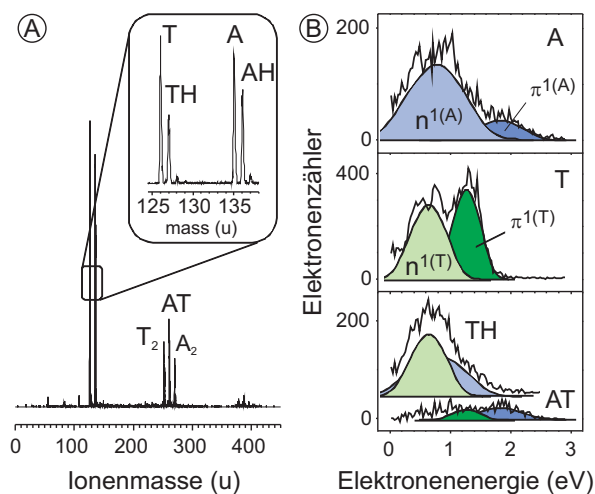 A
T
A
TH
AH
125
130
135
mass (u)
AT
T₂
A₂
0
100
200
300
400
Ionenmasse (u)
B
Elektronenzähler
200
0
A
n¹⁽ᴬ⁾
π¹⁽ᴬ⁾
400
0
T
n¹⁽ᵀ⁾
π¹⁽ᵀ⁾
200
0
TH
AT
0
1
2
3
Elektronenenergie (eV)